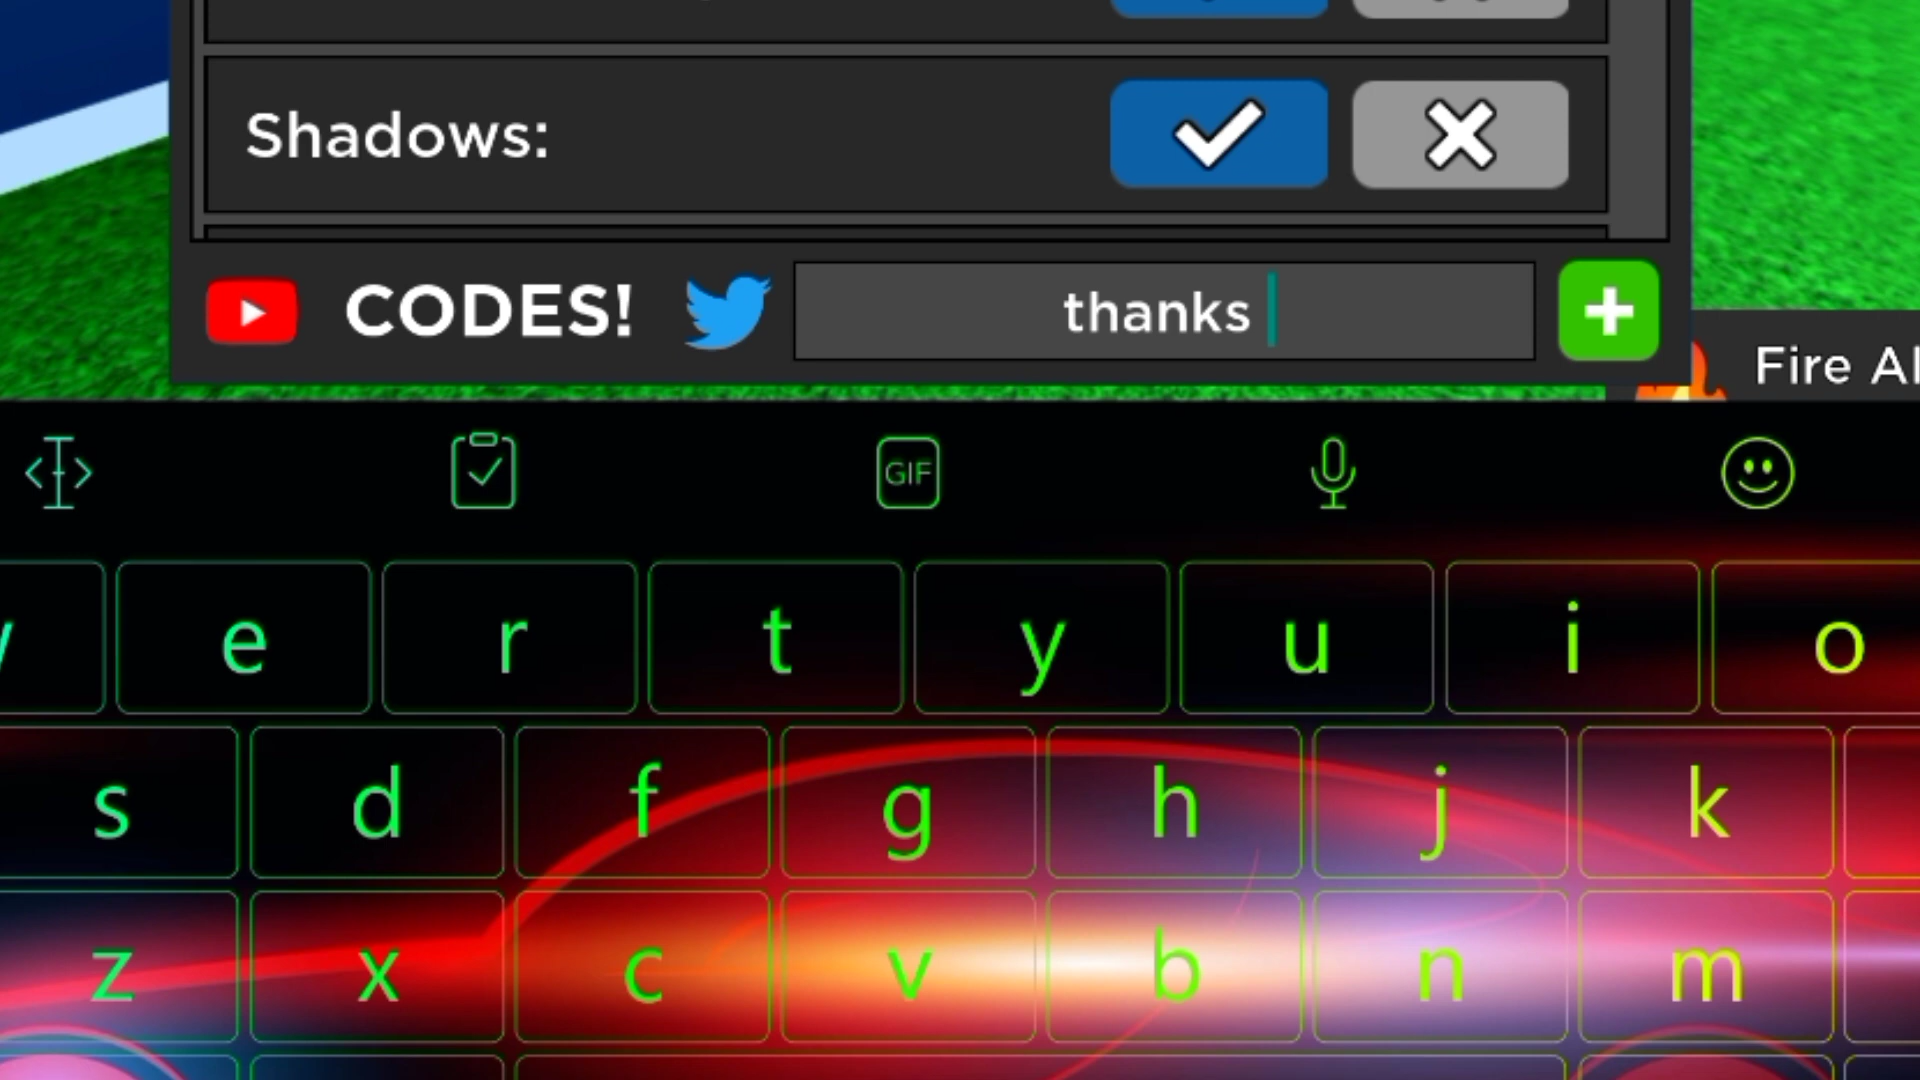 Shadows:
CODES! thanks
Fire Al
GIF
e r t y u i o
s d f g h j k
z x c v b n m